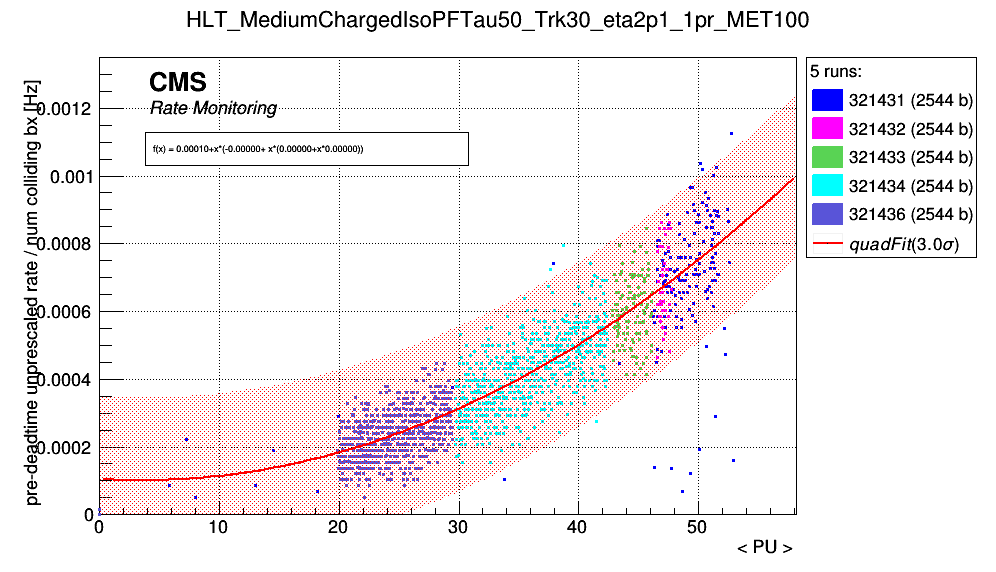 HLT_MediumChargedIsoPFTau50_Trk30_eta2p1_1pr_MET100
CMS
Rate Monitoring
f(x) = 0.00010+x*(-0.00000+ x*(0.00000+x*0.00000))
pre-deadtime unprescaled rate / num colliding bx [Hz]
0.0012
0.001
0.0008
0.0006
0.0004
0.0002
0
0 10 20 30 40 50
< PU >
5 runs:
321431 (2544 b)
321432 (2544 b)
321433 (2544 b)
321434 (2544 b)
321436 (2544 b)
quadFit(3.0σ)